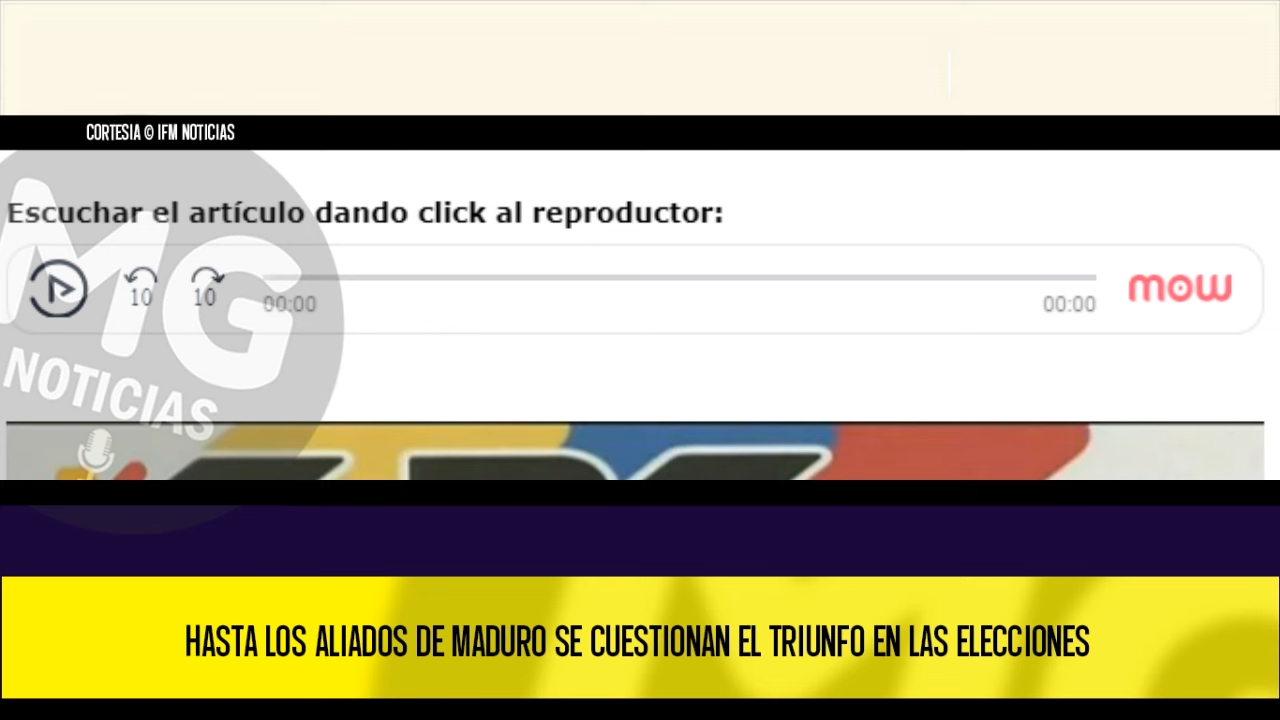 CORTESIA © IFM NOTICIAS
Escuchar el artículo dando click al reproductor:
10 10 00:00 00:00 mow
MG
NOTICIAS
HASTA LOS ALIADOS DE MADURO SE CUESTIONAN EL TRIUNFO EN LAS ELECCIONES